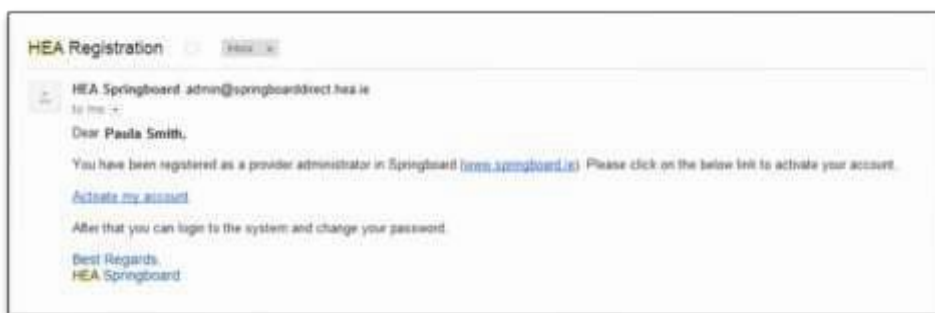 HEA Registration Inbox x
HEA Springboard admin@springboarddirect.hea.ie
to me
Dear Paula Smith,
You have been registered as a provider administrator in Springboard (www.springboard.ie). Please click on the below link to activate your account.
Activate my account
After that you can login to the system and change your password.
Best Regards,
HEA Springboard